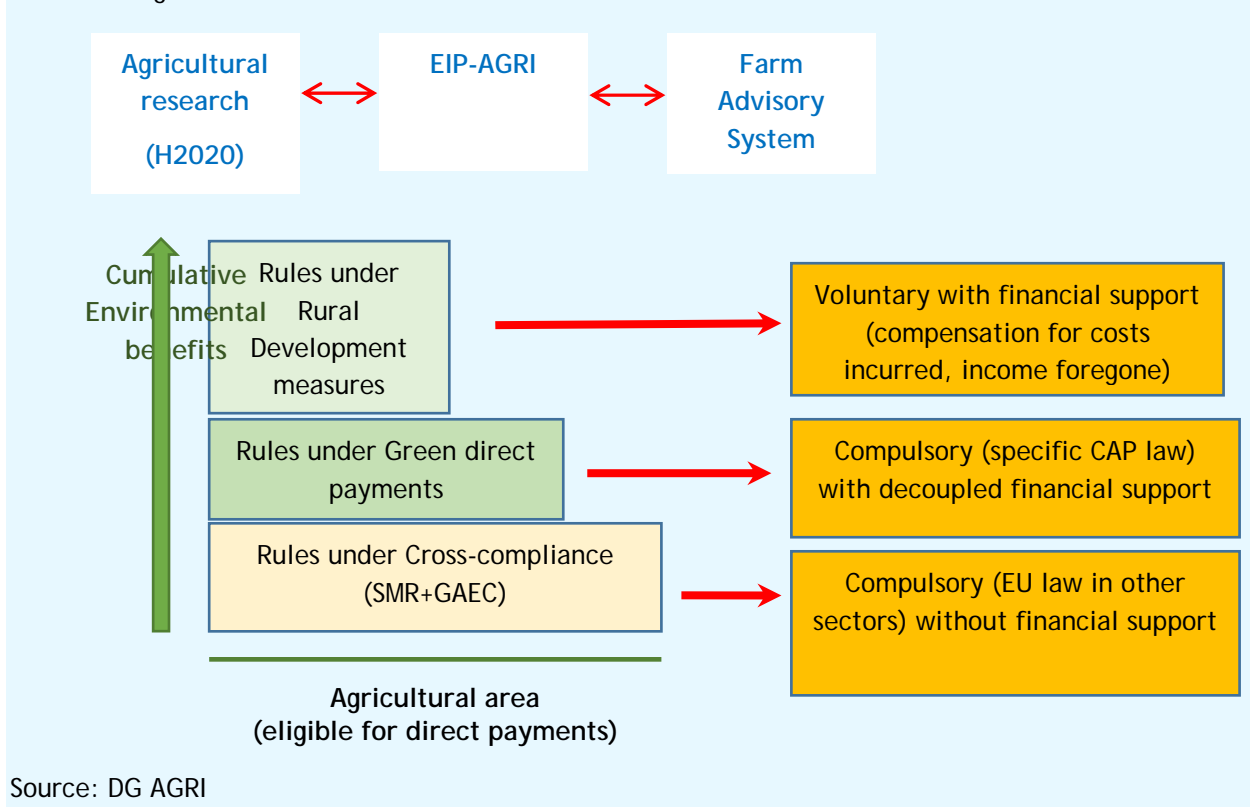 Agricultural
research
(H2020)
EIP-AGRI
Farm
Advisory
System
Cumulative
Environmental
benefits
Rules under
Rural
Development
measures
Voluntary with financial support
(compensation for costs
incurred, income foregone)
Rules under Green direct
payments
Compulsory (specific CAP law)
with decoupled financial support
Rules under Cross-compliance
(SMR+GAEC)
Compulsory (EU law in other
sectors) without financial support
Agricultural area
(eligible for direct payments)
Source: DG AGRI